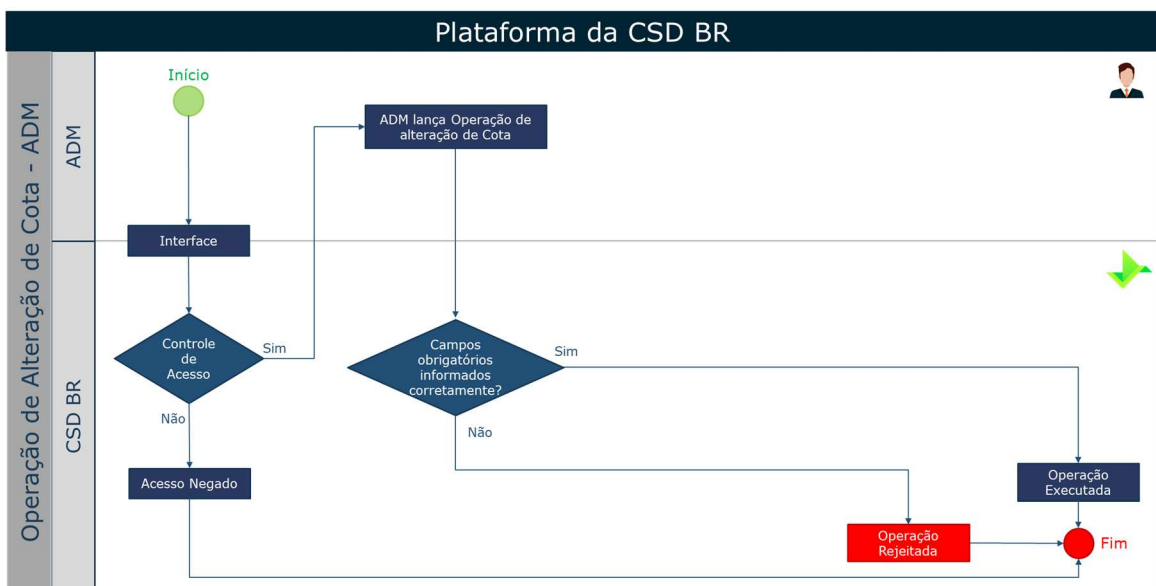 Plataforma da CSD BR
Operação de Alteração de Cota - ADM
ADM
Início
ADM lança Operação de
alteração de Cota
Interface
CSD BR
Controle
de
Acesso
Sim
Não
Campos
obrigatórios
informados
corretamente?
Sim
Não
Acesso Negado
Operação
Executada
Operação
Rejeitada
Fim